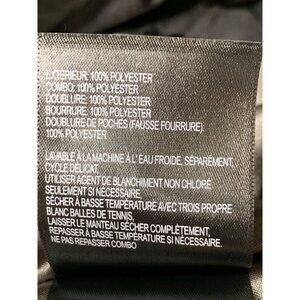 EXTÉRIEUR: 100% POLYESTER
COMBO: 100% POLYESTER
DOUBLURE: 100% POLYESTER
BOURRURE: 100% POLYESTER
DOUBLURE DE POCHES (FAUSSE FOURRURE):
100% POLYESTER
LAVABLE À LA MACHINE À L'EAU FROIDE, SÉPARÉMENT,
CYCLE DÉLICAT.
UTILISER AGENT DE BLANCHIMENT NON CHLORÉ
SEULEMENT SI NÉCESSAIRE.
SÉCHER À BASSE TEMPÉRATURE AVEC TROIS PROPRE
BLANC BALLES DE TENNIS,
LAISSER LE MANTEAU SÉCHER COMPLÈTEMENT,
REPASSER À BASSE TEMPÉRATURE SI NÉCESSAIRE.
NE PAS REPASSER COMBO